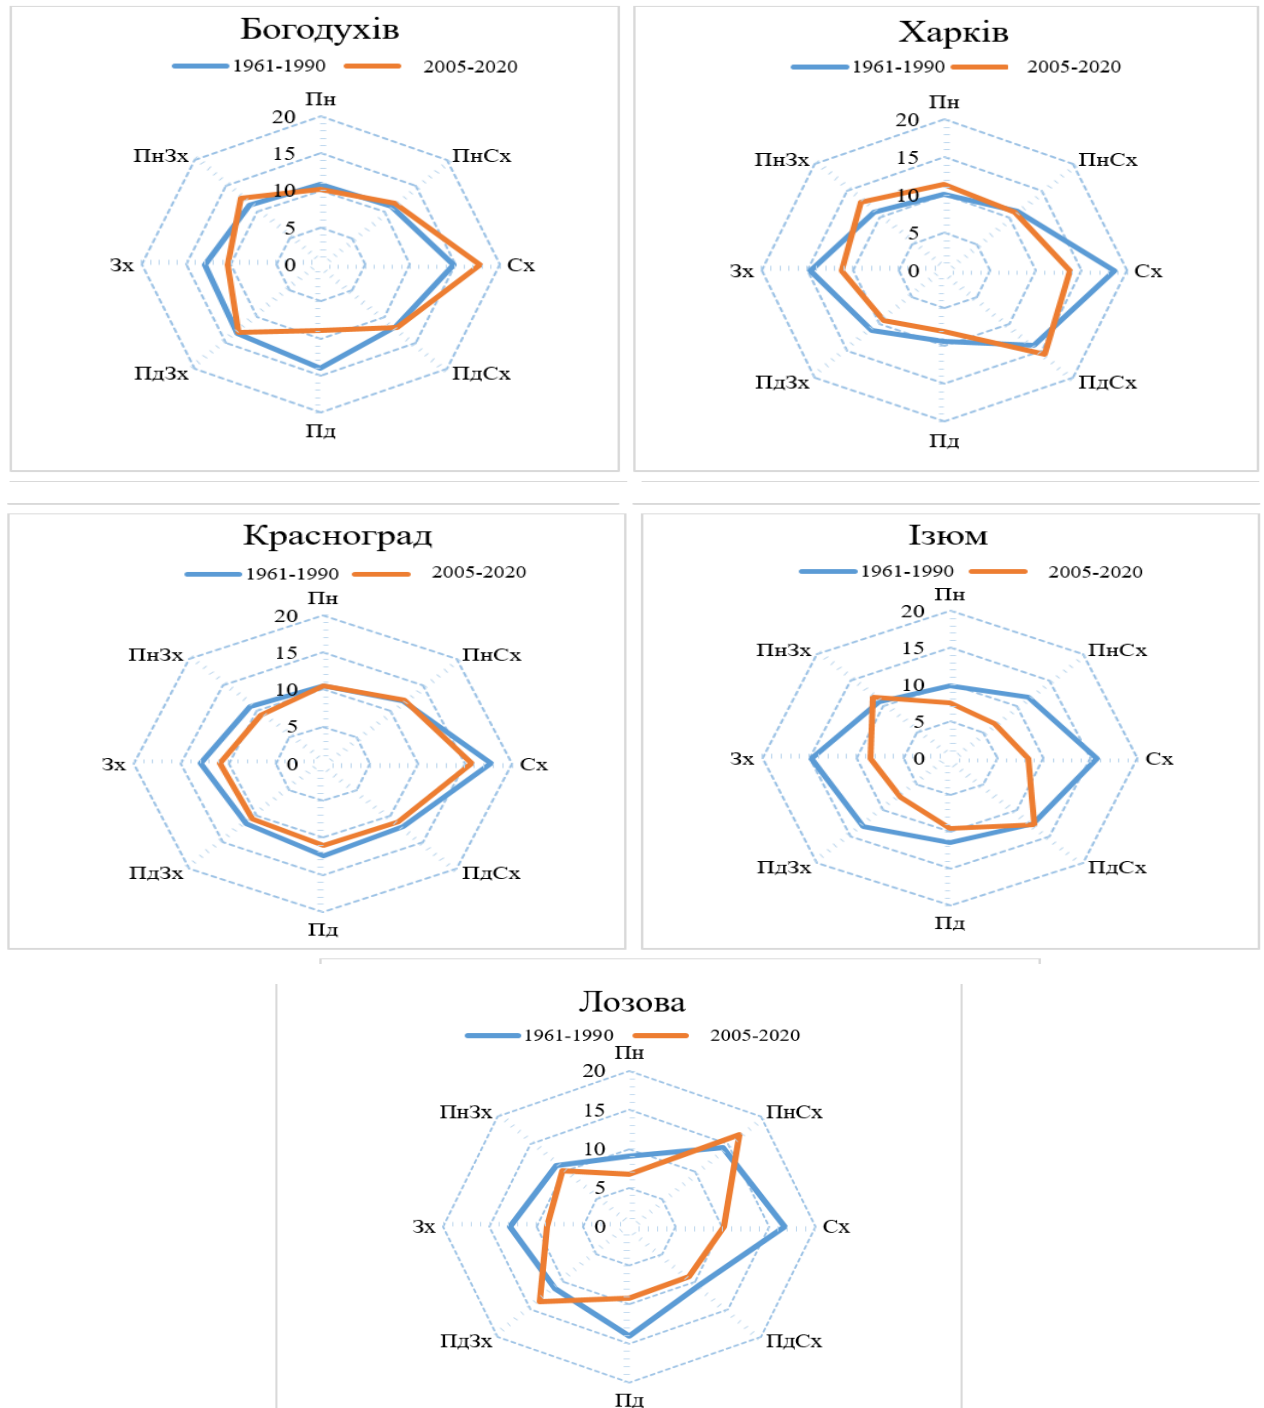 Богодухів
1961-1990 2005-2020
Пн
20
ПнЗх 15 ПнСх
10
5
Зх 0 Сх
ПдЗх ПдСх
Пд
Харків
1961-1990 2005-2020
Пн
20
ПнЗх 15 ПнСх
10
5
Зх 0 Сх
ПдЗх ПдСх
Пд
Красноград
1961-1990 2005-2020
Пн
20
ПнЗх 15 ПнСх
10
5
Зх 0 Сх
ПдЗх ПдСх
Пд
Ізюм
1961-1990 2005-2020
Пн
20
ПнЗх 15 ПнСх
10
5
Зх 0 Сх
ПдЗх ПдСх
Пд
Лозова
1961-1990 2005-2020
Пн
20
ПнЗх 15 ПнСх
10
5
Зх 0 Сх
ПдЗх ПдСх
Пд